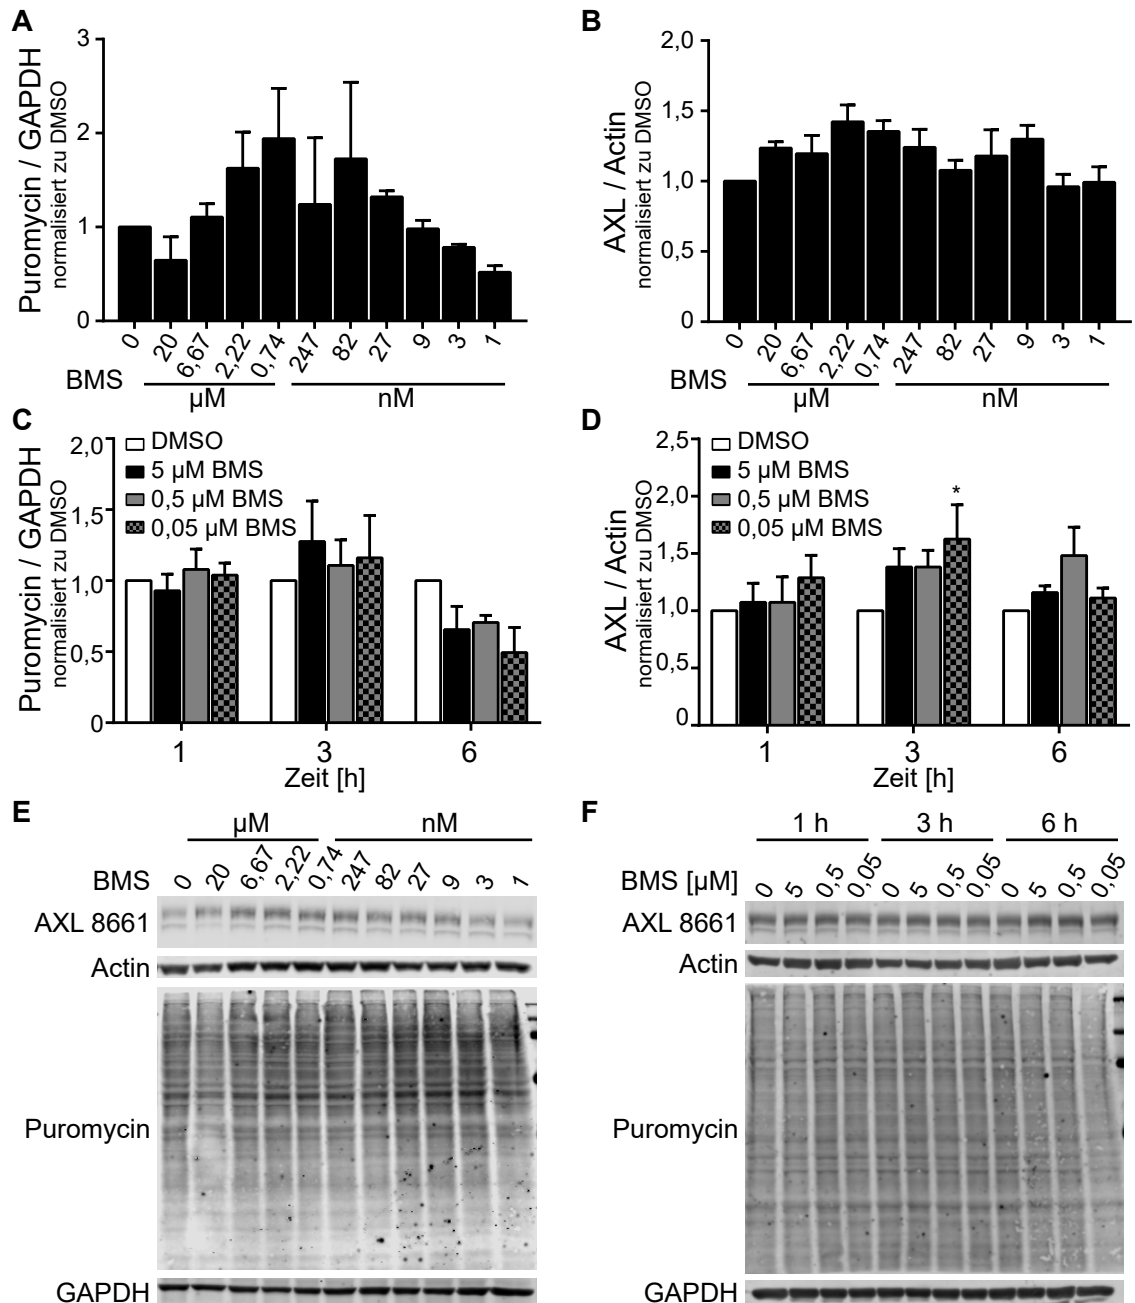 A
Puromycin / GAPDH
normalisiert zu DMSO
3
2
1
0
0 20 6,67 2,22 0,74 247 82 27 9 3 1
BMS
µM nM
B
AXL / Actin
normalisiert zu DMSO
2,0
1,5
1,0
0,5
0
0 20 6,67 2,22 0,74 247 82 27 9 3 1
BMS
µM nM
C
Puromycin / GAPDH
normalisiert zu DMSO
2,0
1,5
1,0
0,5
0
DMSO
5 µM BMS
0,5 µM BMS
0,05 µM BMS
1 3 6
Zeit [h]
D
AXL / Actin
normalisiert zu DMSO
2,5
2,0
1,5
1,0
0,5
0
DMSO
5 µM BMS
0,5 µM BMS
0,05 µM BMS
*
1 3 6
Zeit [h]
E
µM nM
BMS 0 20 6,67 2,22 0,74 247 82 27 9 3 1
AXL 8661
Actin
Puromycin
GAPDH
F
1 h 3 h 6 h
BMS [µM] 0 5 0,5 0,05 0 5 0,5 0,05 0 5 0,5 0,05
AXL 8661
Actin
Puromycin
GAPDH